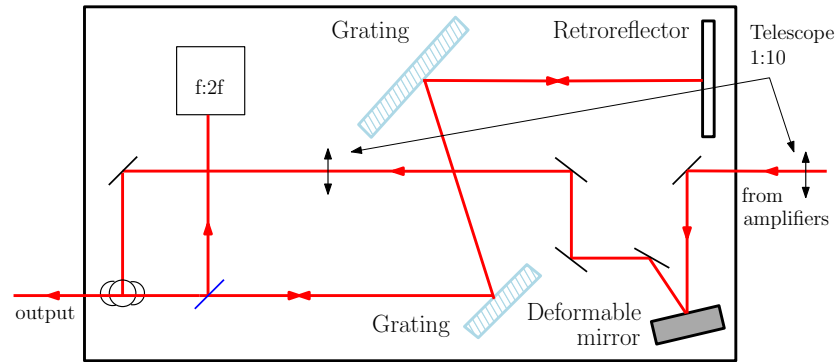 Grating
Retroreflector
Telescope
1:10
f:2f
from
amplifiers
output
Grating
Deformable
mirror